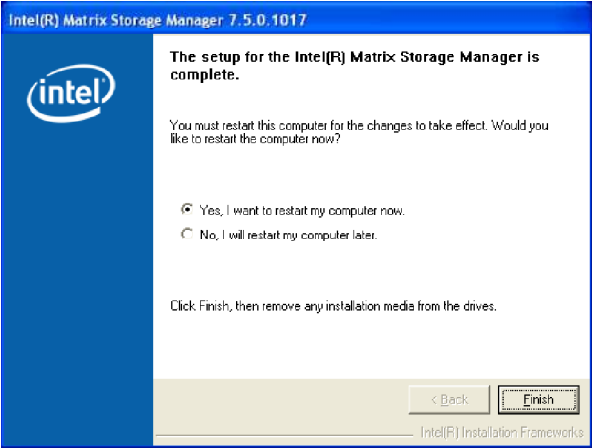 Intel(R) Matrix Storage Manager 7.5.0.1017
intel
The setup for the Intel(R) Matrix Storage Manager is
complete.
You must restart this computer for the changes to take effect. Would you
like to restart the computer now?
Yes, I want to restart my computer now.
No, I will restart my computer later.
Click Finish, then remove any installation media from the drives.
< Back
Finish
Intel(R) Installation Frameworks